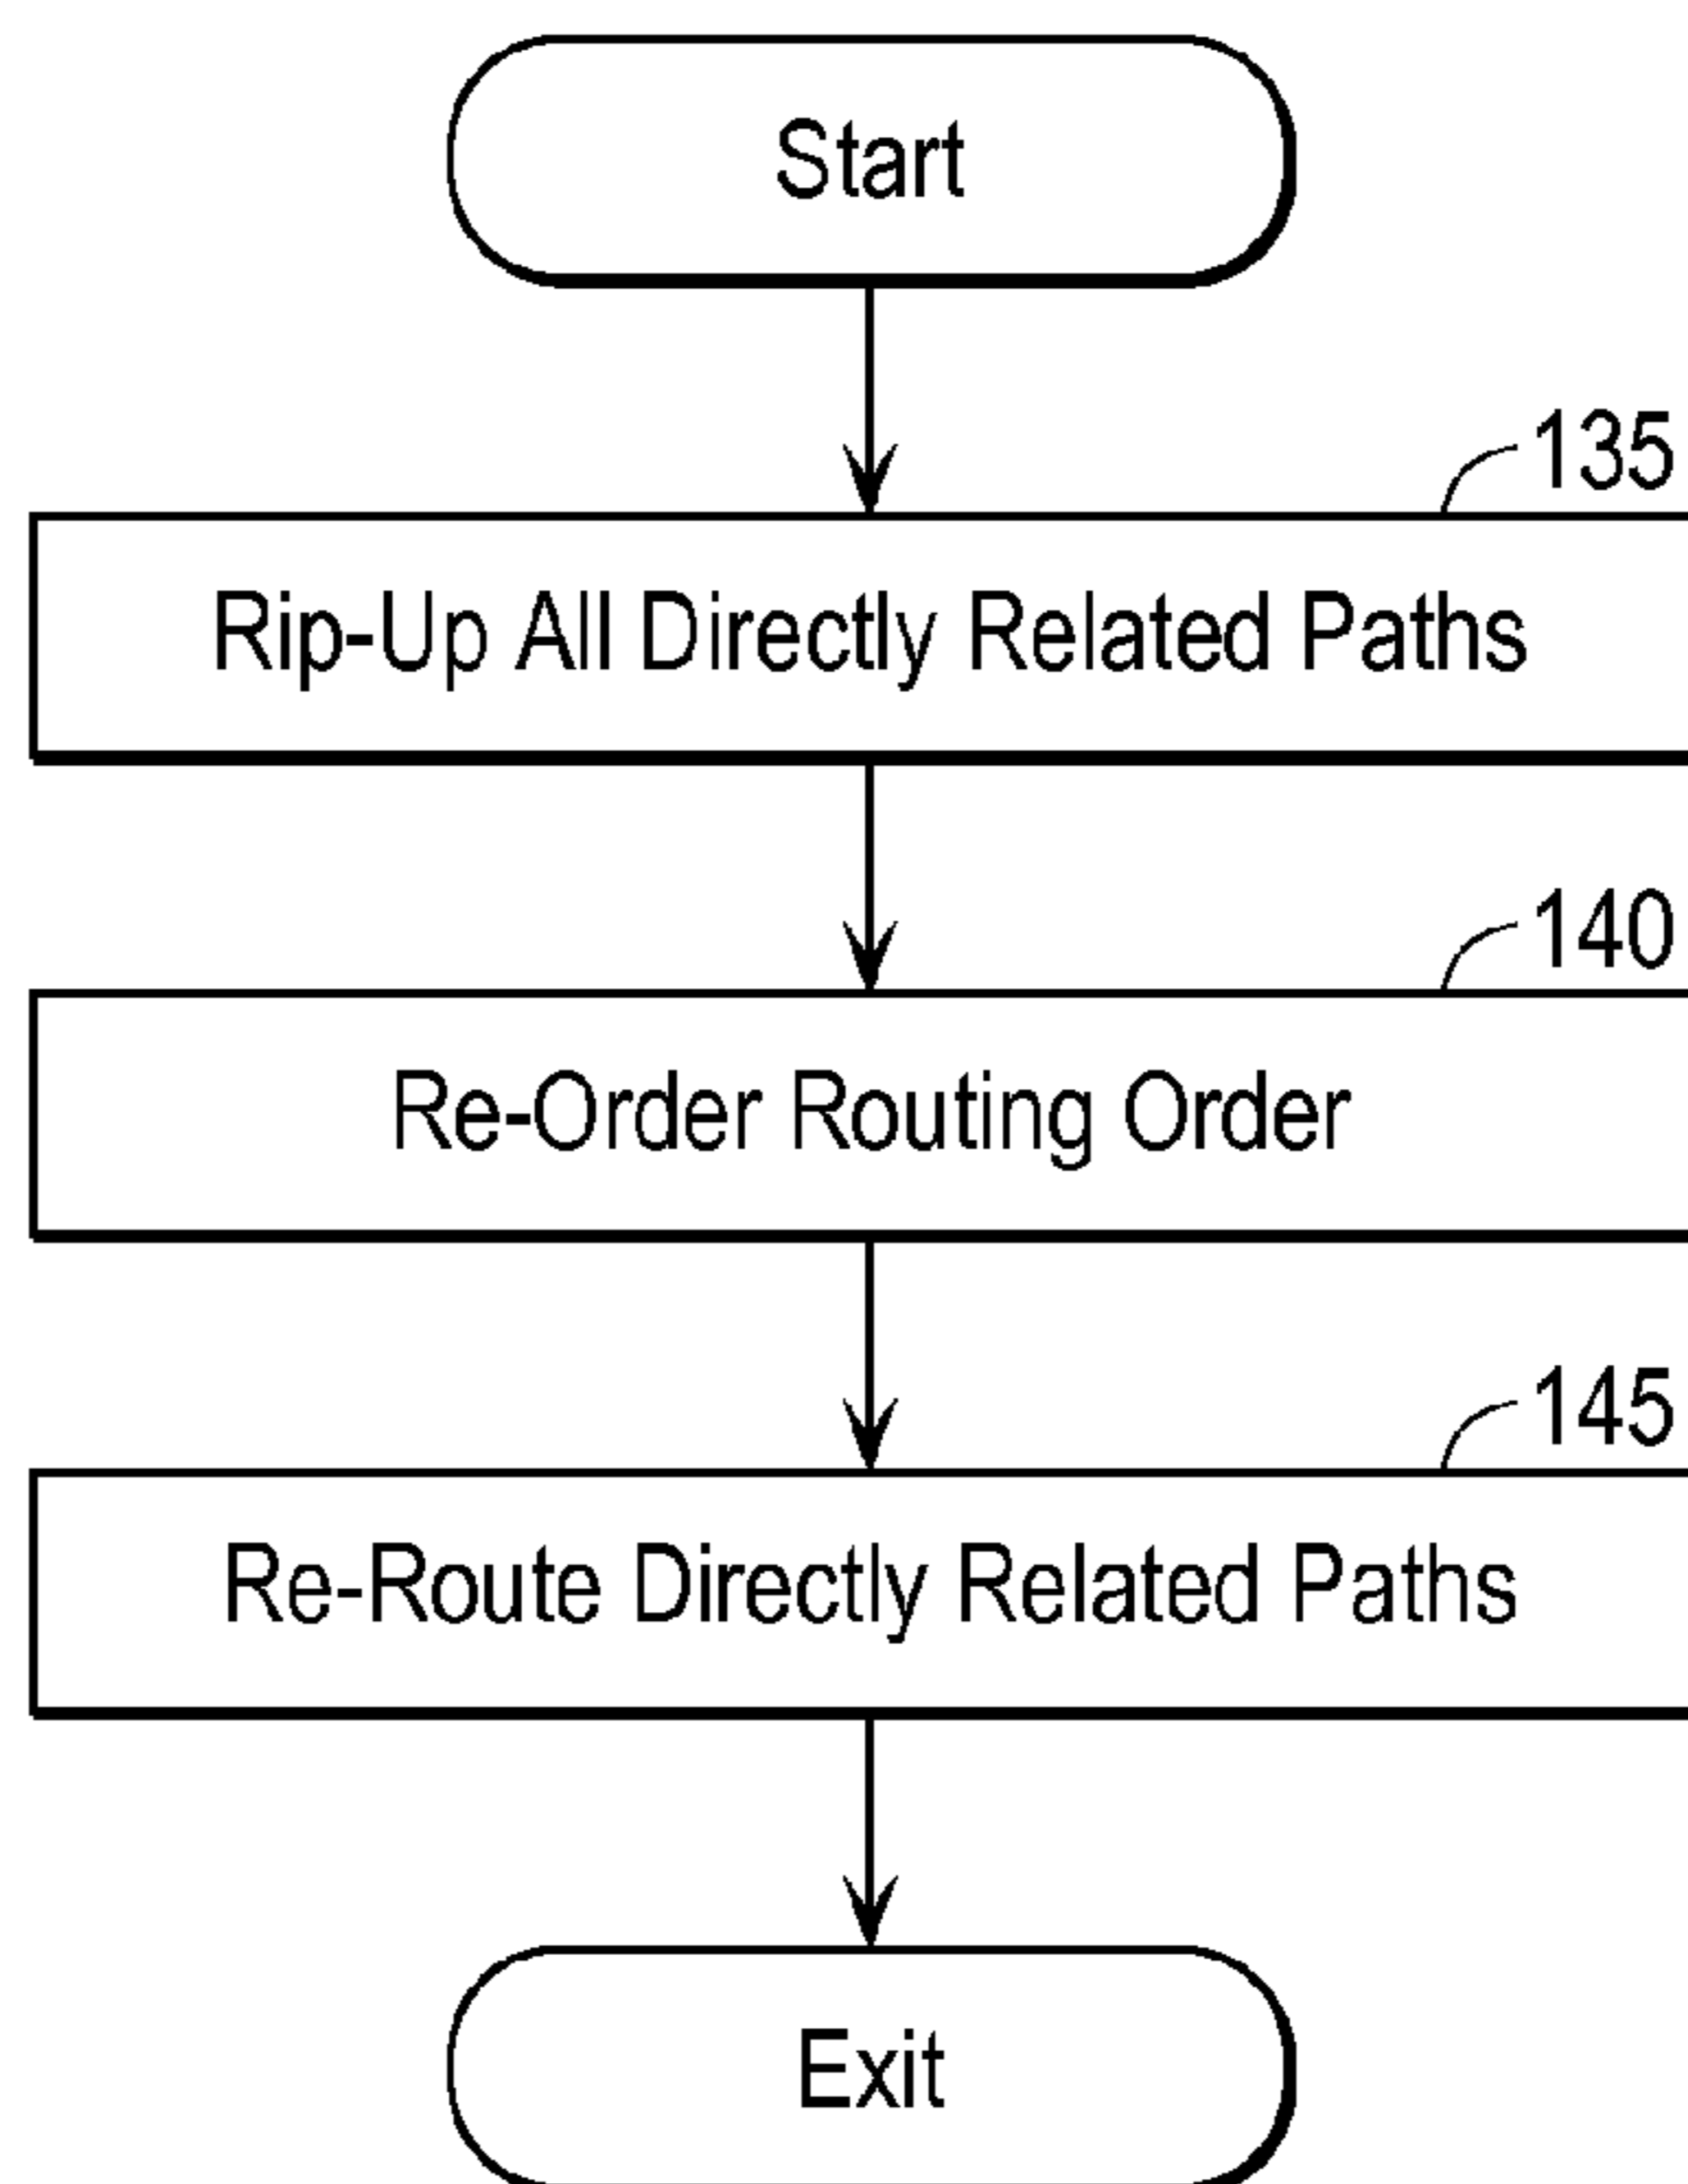 Start
135
Rip-Up All Directly Related Paths
140
Re-Order Routing Order
145
Re-Route Directly Related Paths
Exit